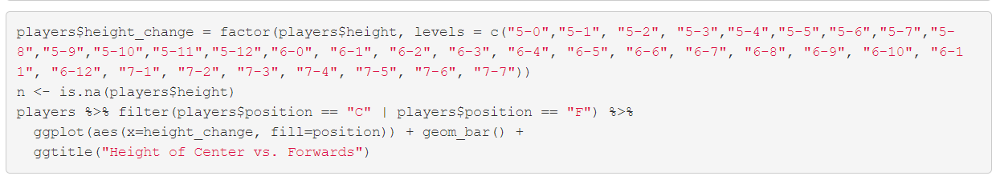 players$height_change = factor(players$height, levels = c("5-0","5-1", "5-2", "5-3","5-4","5-5","5-6","5-7","5-
8","5-9","5-10","5-11","5-12","6-0", "6-1", "6-2", "6-3", "6-4", "6-5", "6-6", "6-7", "6-8", "6-9", "6-10", "6-1
1", "6-12", "7-1", "7-2", "7-3", "7-4", "7-5", "7-6", "7-7"))
n <- is.na(players$height)
players %>% filter(players$position == "C" | players$position == "F") %>%
  ggplot(aes(x=height_change, fill=position)) + geom_bar() +
  ggtitle("Height of Center vs. Forwards")